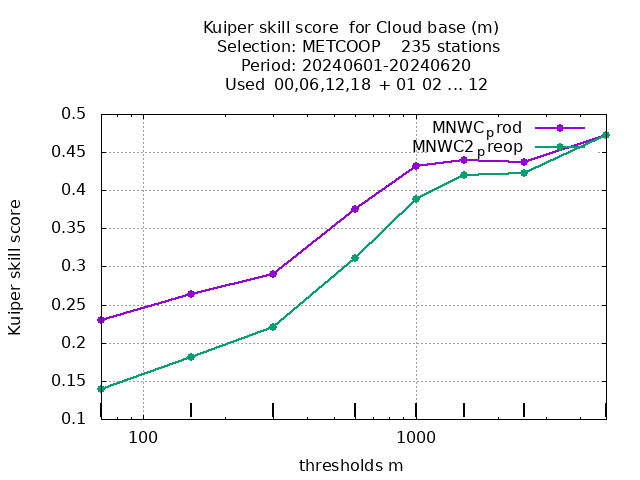 Kuiper skill score  for Cloud base (m)
Selection: METCOOP    235 stations
Period: 20240601-20240620
Used  00,06,12,18 + 01 02 ... 12
0.5
MNWCprod
MNWC2preop
0.45
0.4
0.35
0.3
0.25
0.2
0.15
0.1
Kuiper skill score
100
1000
thresholds m